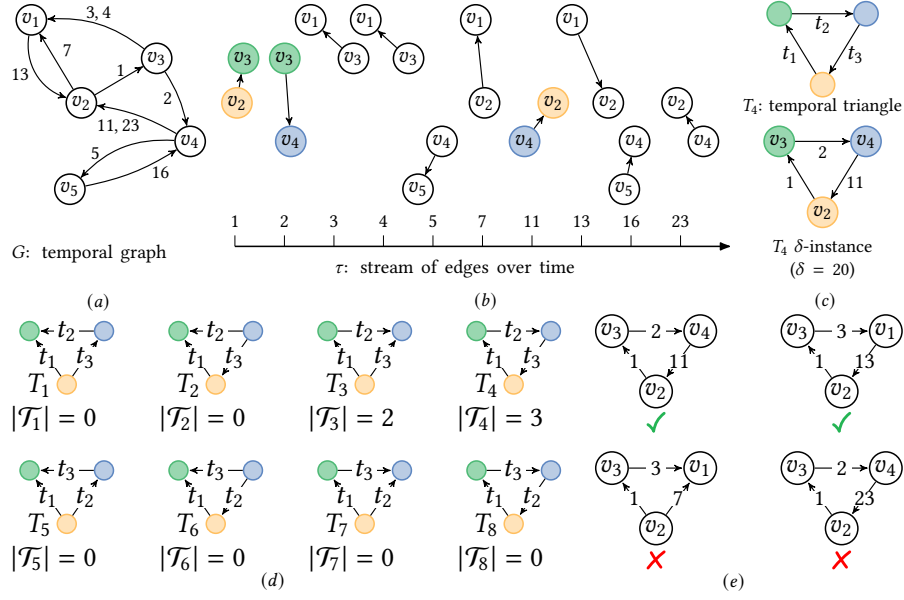 3, 4
v₁
7
13
v₃
1
v₂
2
11, 23
v₄
5
16
v₅
G: temporal graph
(a)
v₁ v₁ v₁ v₁
v₃ v₃ v₃ v₃
v₂ v₂ v₂ v₂ v₂
v₄ v₄ v₄ v₄
v₅ v₅
1 2 3 4 5 7 11 13 16 23
τ: stream of edges over time
(b)
t₂
t₁ t₃
T₄: temporal triangle
v₃ 2 v₄
1 11
v₂
T₄ δ-instance
(δ = 20)
(c)
t₂ t₂ t₂ t₂
t₁ t₃ t₁ t₃ t₁ t₃ t₁ t₃
T₁ T₂ T₃ T₄
|𝒯₁| = 0 |𝒯₂| = 0 |𝒯₃| = 2 |𝒯₄| = 3
t₃ t₃ t₃ t₃
t₁ t₂ t₁ t₂ t₁ t₂ t₁ t₂
T₅ T₆ T₇ T₈
|𝒯₅| = 0 |𝒯₆| = 0 |𝒯₇| = 0 |𝒯₈| = 0
(d)
v₃ 2 v₄ v₃ 3 v₁
1 11 1 13
v₂ v₂
v₃ 3 v₁ v₃ 2 v₄
1 7 1 23
v₂ v₂
(e)